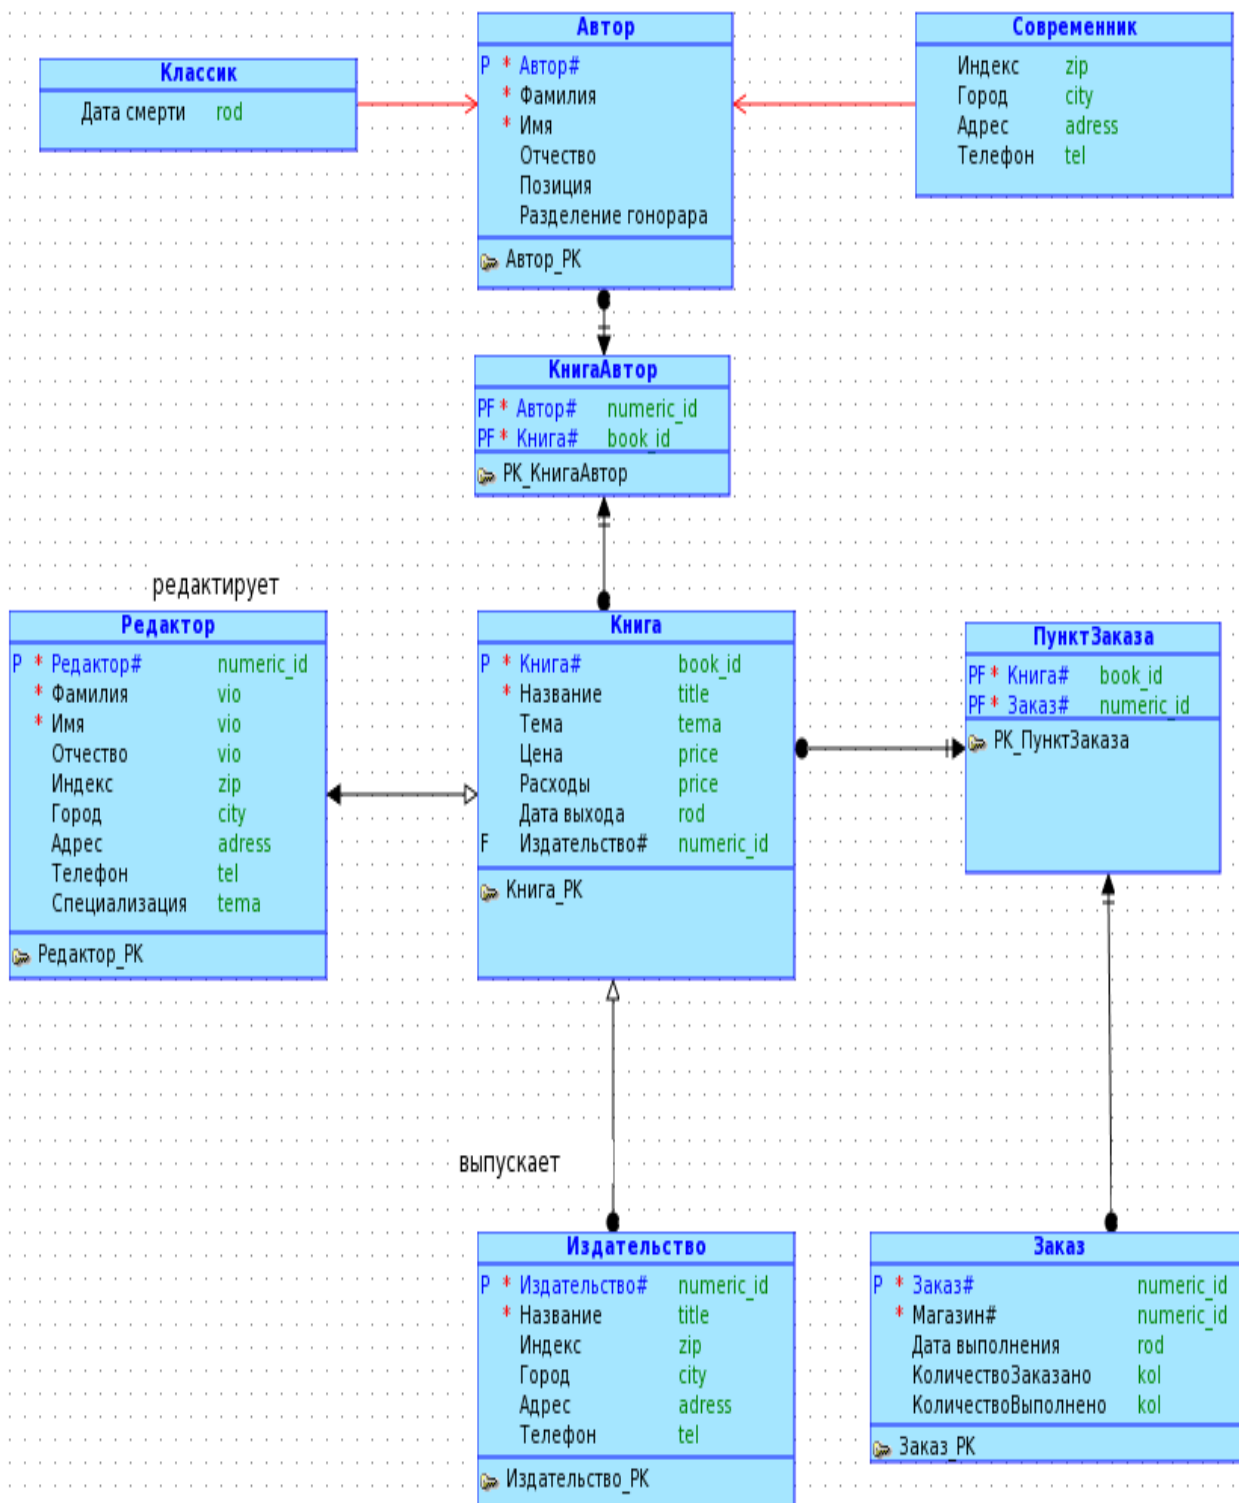 Классик
Дата смерти rod
Автор
P * Автор#
* Фамилия
* Имя
Отчество
Позиция
Разделение гонорара
Автор_PK
Современник
Индекс zip
Город city
Адрес adress
Телефон tel
КнигаАвтор
PF * Автор# numeric_id
PF * Книга# book_id
PK_КнигаАвтор
редактирует
Редактор
P * Редактор# numeric_id
* Фамилия vio
* Имя vio
Отчество vio
Индекс zip
Город city
Адрес adress
Телефон tel
Специализация tema
Редактор_PK
Книга
P * Книга# book_id
* Название title
Тема tema
Цена price
Расходы price
Дата выхода rod
F Издательство# numeric_id
Книга_PK
ПунктЗаказа
PF * Книга# book_id
PF * Заказ# numeric_id
PK_ПунктЗаказа
выпускает
Издательство
P * Издательство# numeric_id
* Название title
Индекс zip
Город city
Адрес adress
Телефон tel
Издательство_PK
Заказ
P * Заказ# numeric_id
* Магазин# numeric_id
Дата выполнения rod
КоличествоЗаказано kol
КоличествоВыполнено kol
Заказ_PK